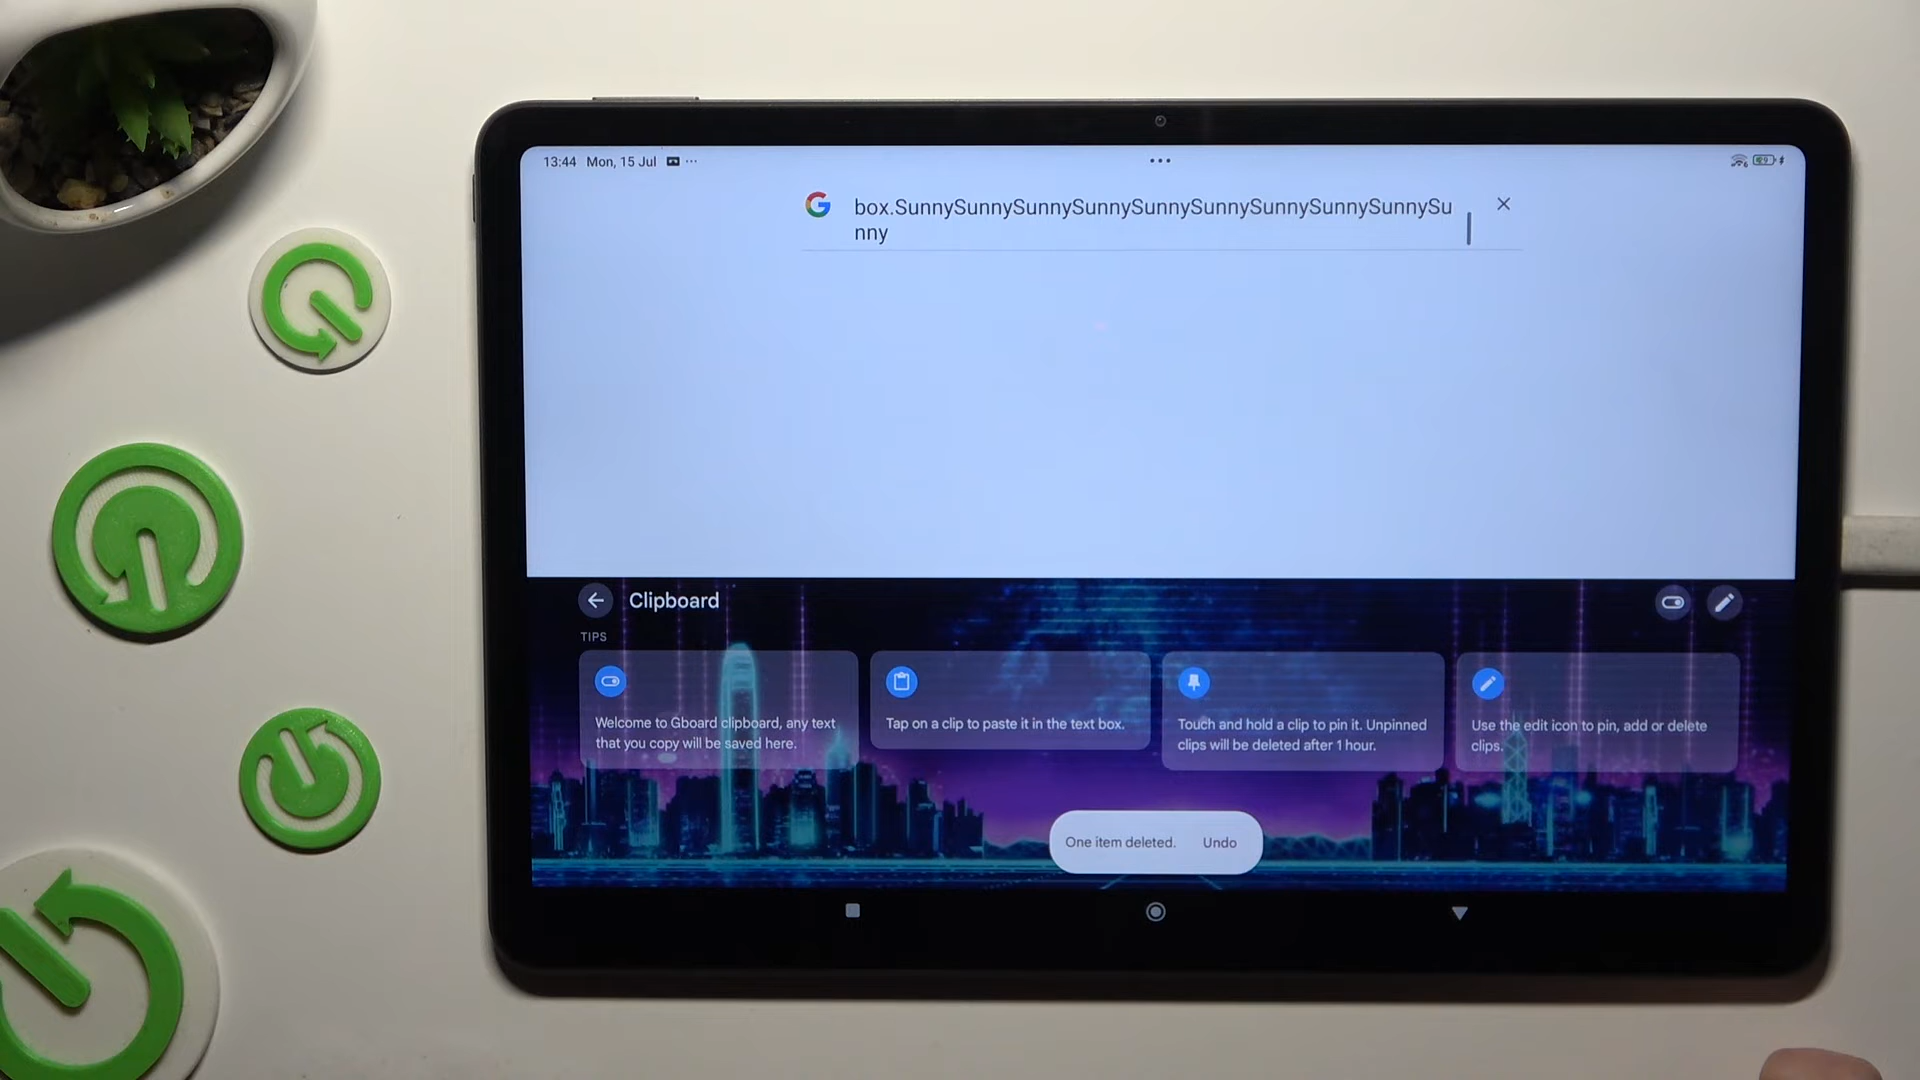 13:44 Mon, 15 Jul
box.SunnySunnySunnySunnySunnySunnySunnySunnySunnySu
nny
Clipboard
TIPS
Welcome to Gboard clipboard, any text
that you copy will be saved here.
Tap on a clip to paste it in the text box.
Touch and hold a clip to pin it. Unpinned
clips will be deleted after 1 hour.
Use the edit icon to pin, add or delete
clips.
One item deleted. Undo